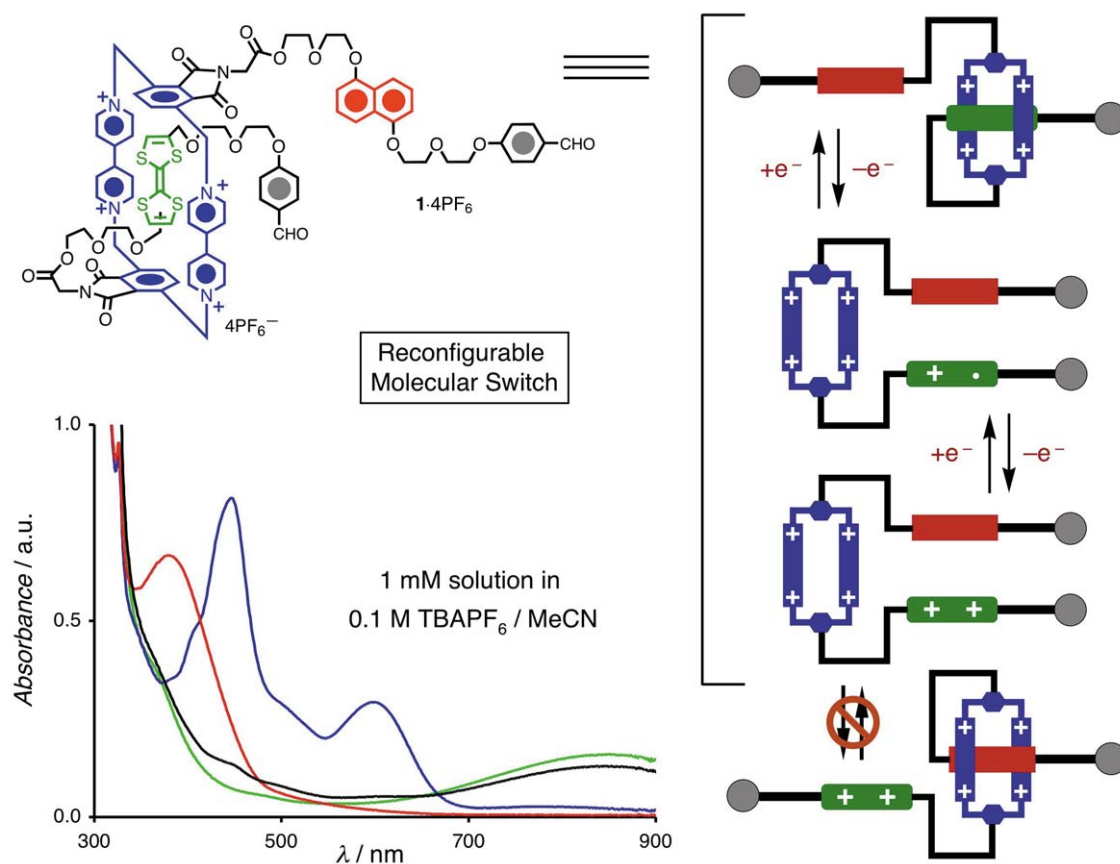 O
N
O
O
O
O
O
O
O
O
CHO
1·4PF6
N+
N+
S
S
S
S
O
O
O
CHO
N+
N+
O
O
O
O
O
N
O
O
4PF6—
+e− −e−
+ + + +
+ + + +
+ ·
+e− −e−
+ + + +
+ +
+ + + +
+ +
Reconfigurable
Molecular Switch
1.0
0.5
0.0
Absorbance / a.u.
1 mM solution in
0.1 M TBAPF6 / MeCN
300 500 700 900
λ / nm